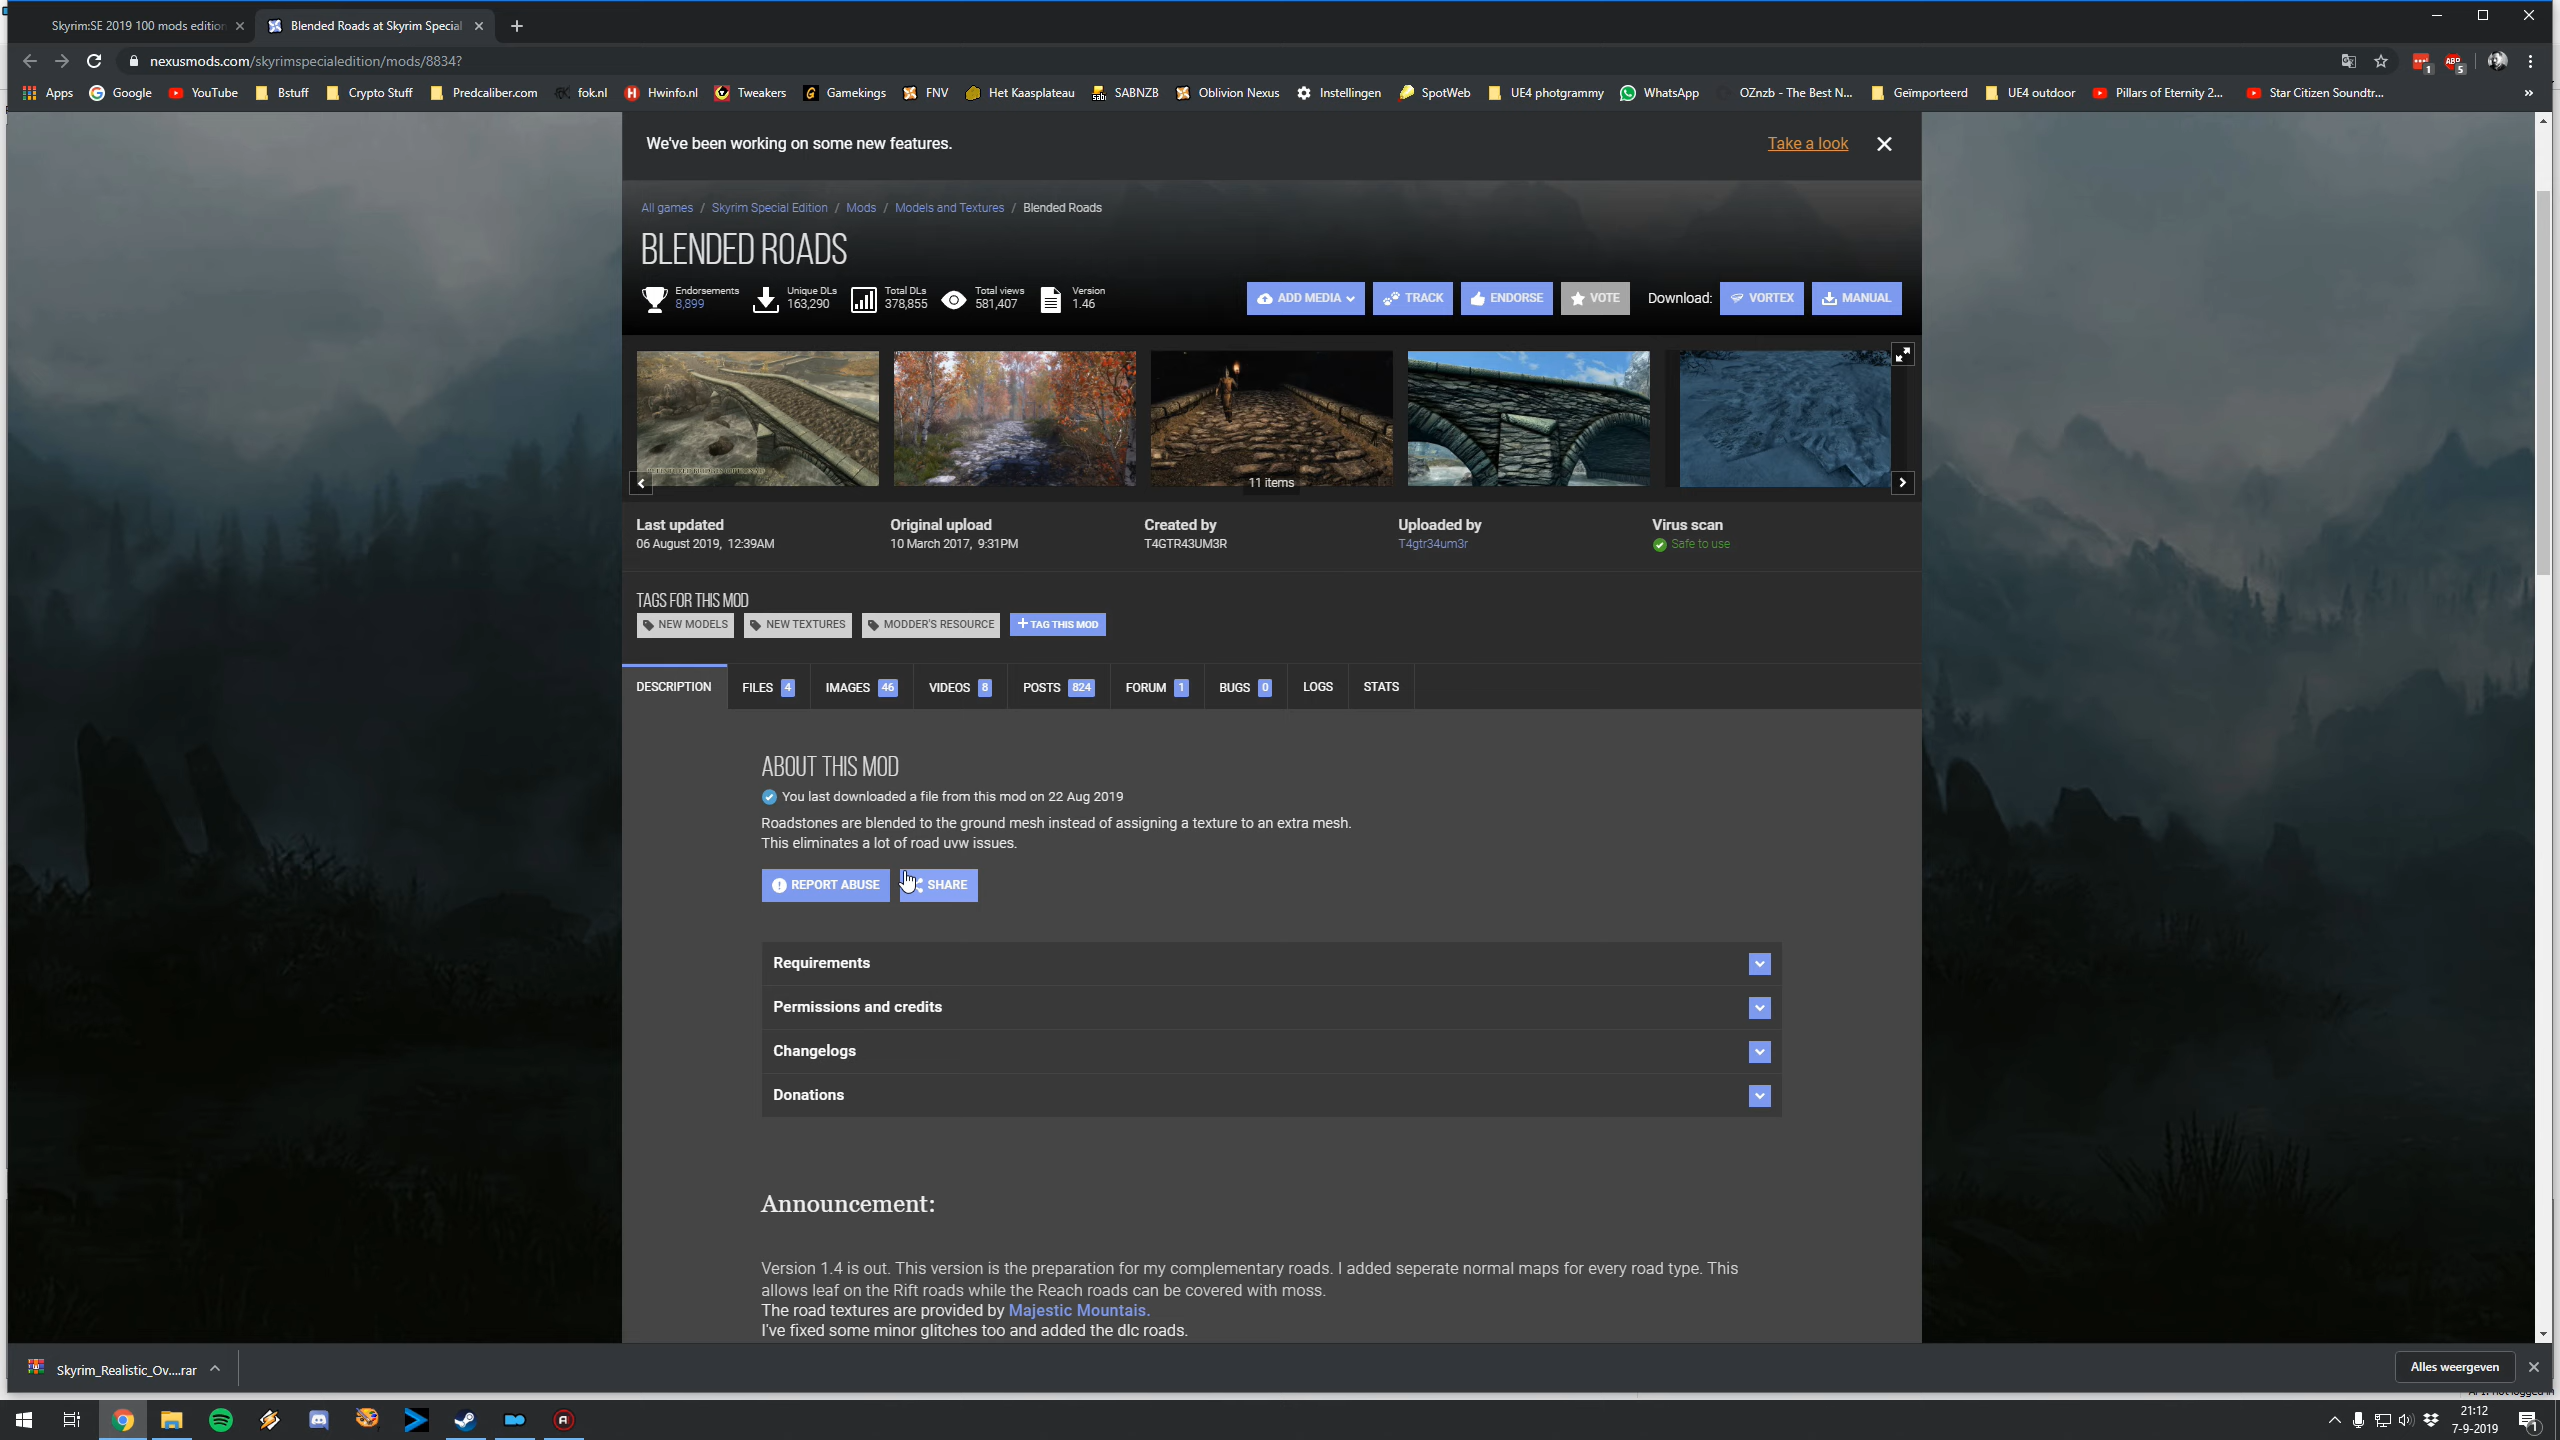 Skyrim:SE 2019 100 mods edition
Blended Roads at Skyrim Special
nexusmods.com/skyrimspecialedition/mods/8834?
1
ABP
5
Apps
Google
YouTube
Bstuff
Crypto Stuff
Predcaliber.com
fok.nl
Hwinfo.nl
Tweakers
Gamekings
FNV
Het Kaasplateau
SABNZB
Oblivion Nexus
Instellingen
SpotWeb
UE4 photgrammy
WhatsApp
OZnzb - The Best N...
Geïmporteerd
UE4 outdoor
Pillars of Eternity 2...
Star Citizen Soundtr...
»
We've been working on some new features.
Take a look
All games / Skyrim Special Edition / Mods / Models and Textures / Blended Roads
BLENDED ROADS
Endorsements
8,899
Unique DLs
163,290
Total DLs
378,855
Total views
581,407
Version
1.46
ADD MEDIA
TRACK
ENDORSE
VOTE
Download:
VORTEX
MANUAL
11 items
Last updated
06 August 2019, 12:39AM
Original upload
10 March 2017, 9:31PM
Created by
T4GTR43UM3R
Uploaded by
T4gtr34um3r
Virus scan
Safe to use
TAGS FOR THIS MOD
NEW MODELS
NEW TEXTURES
MODDER'S RESOURCE
+ TAG THIS MOD
DESCRIPTION
FILES 4
IMAGES 46
VIDEOS 8
POSTS 824
FORUM 1
BUGS 0
LOGS
STATS
ABOUT THIS MOD
You last downloaded a file from this mod on 22 Aug 2019
Roadstones are blended to the ground mesh instead of assigning a texture to an extra mesh.
This eliminates a lot of road uvw issues.
REPORT ABUSE
SHARE
Requirements
Permissions and credits
Changelogs
Donations
Announcement:
Version 1.4 is out. This version is the preparation for my complementary roads. I added seperate normal maps for every road type. This
allows leaf on the Rift roads while the Reach roads can be covered with moss.
The road textures are provided by Majestic Mountais.
I've fixed some minor glitches too and added the dlc roads.
Skyrim_Realistic_Ov....rar
Alles weergeven
21:12
7-9-2019
1